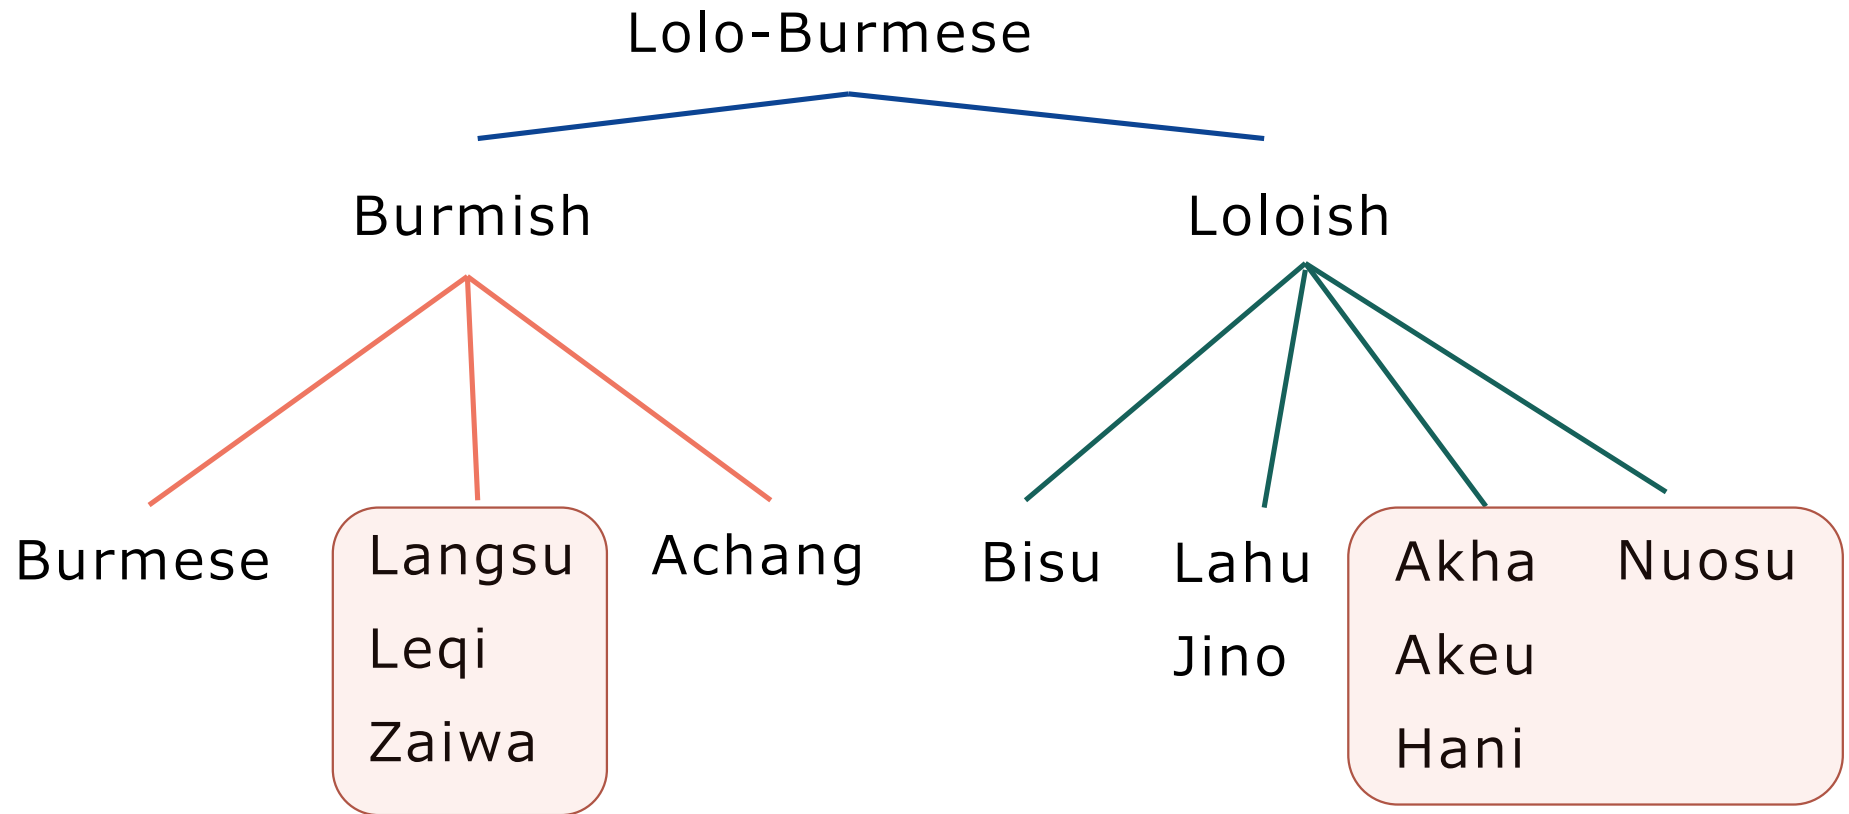 Lolo-Burmese
Burmish Loloish
Burmese Langsu Achang Bisu Lahu Akha Nuosu
Leqi Jino Akeu
Zaiwa Hani